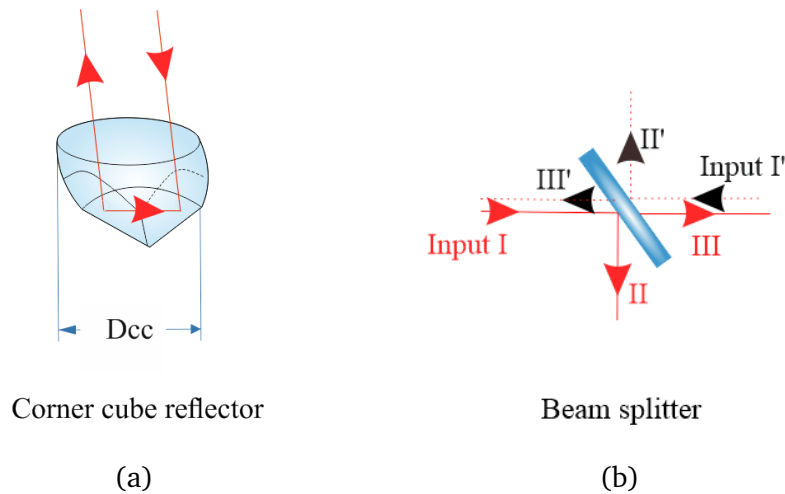 Dcc
Corner cube reflector
(a)
II'
III'
Input I'
Input I
III
II
Beam splitter
(b)